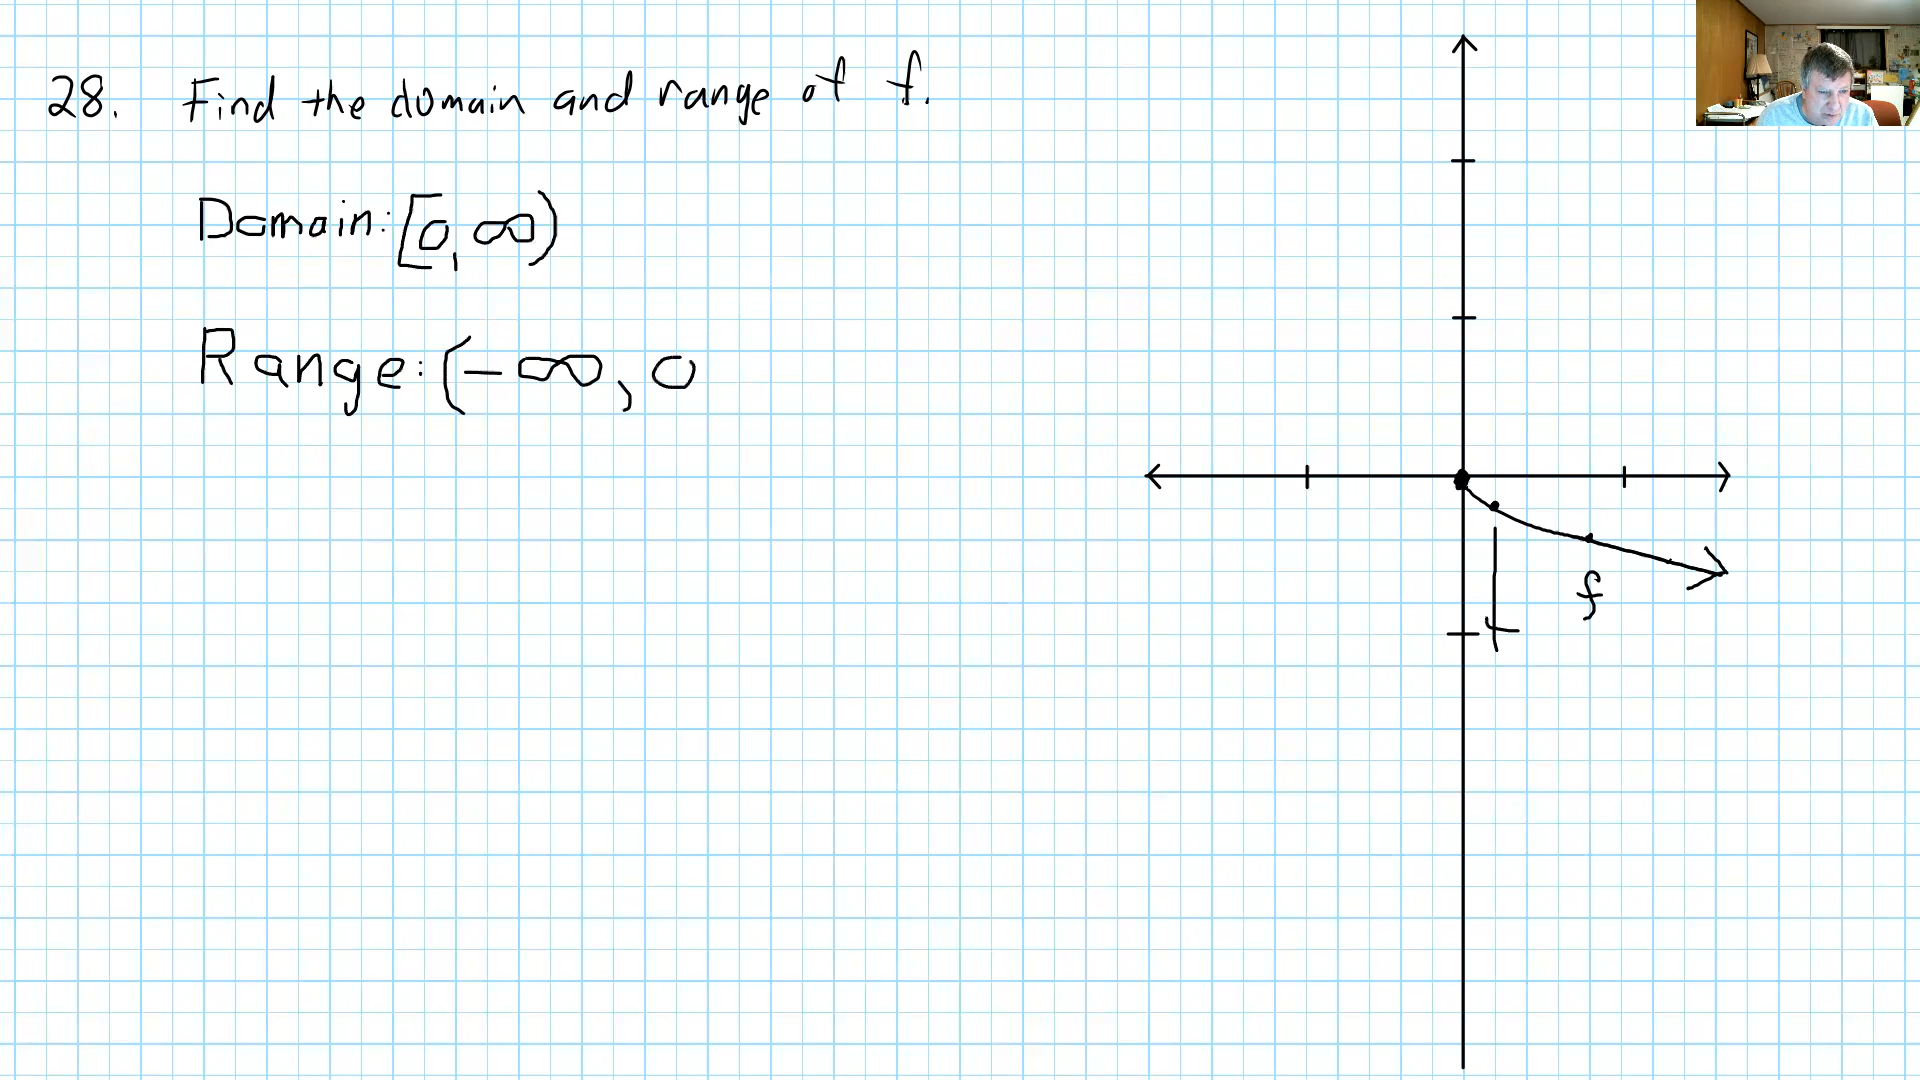 28. Find the domain and range of f.
Domain: [0, ∞)
Range: (-∞, 0
f